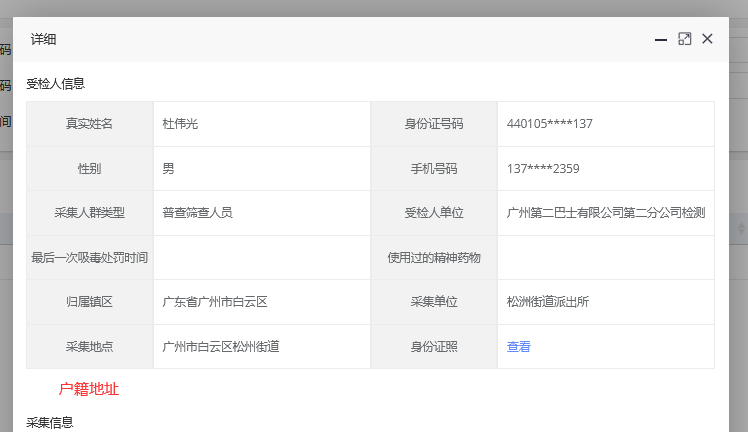 详细
码
码
间
受检人信息
真实姓名 杜伟光 身份证号码 440105****137
性别 男 手机号码 137****2359
采集人群类型 普查筛查人员 受检人单位 广州第二巴士有限公司第二分公司检测
最后一次吸毒处罚时间 使用过的精神药物
归属镇区 广东省广州市白云区 采集单位 松洲街道派出所
采集地点 广州市白云区松州街道 身份证照 查看
户籍地址
采集信息